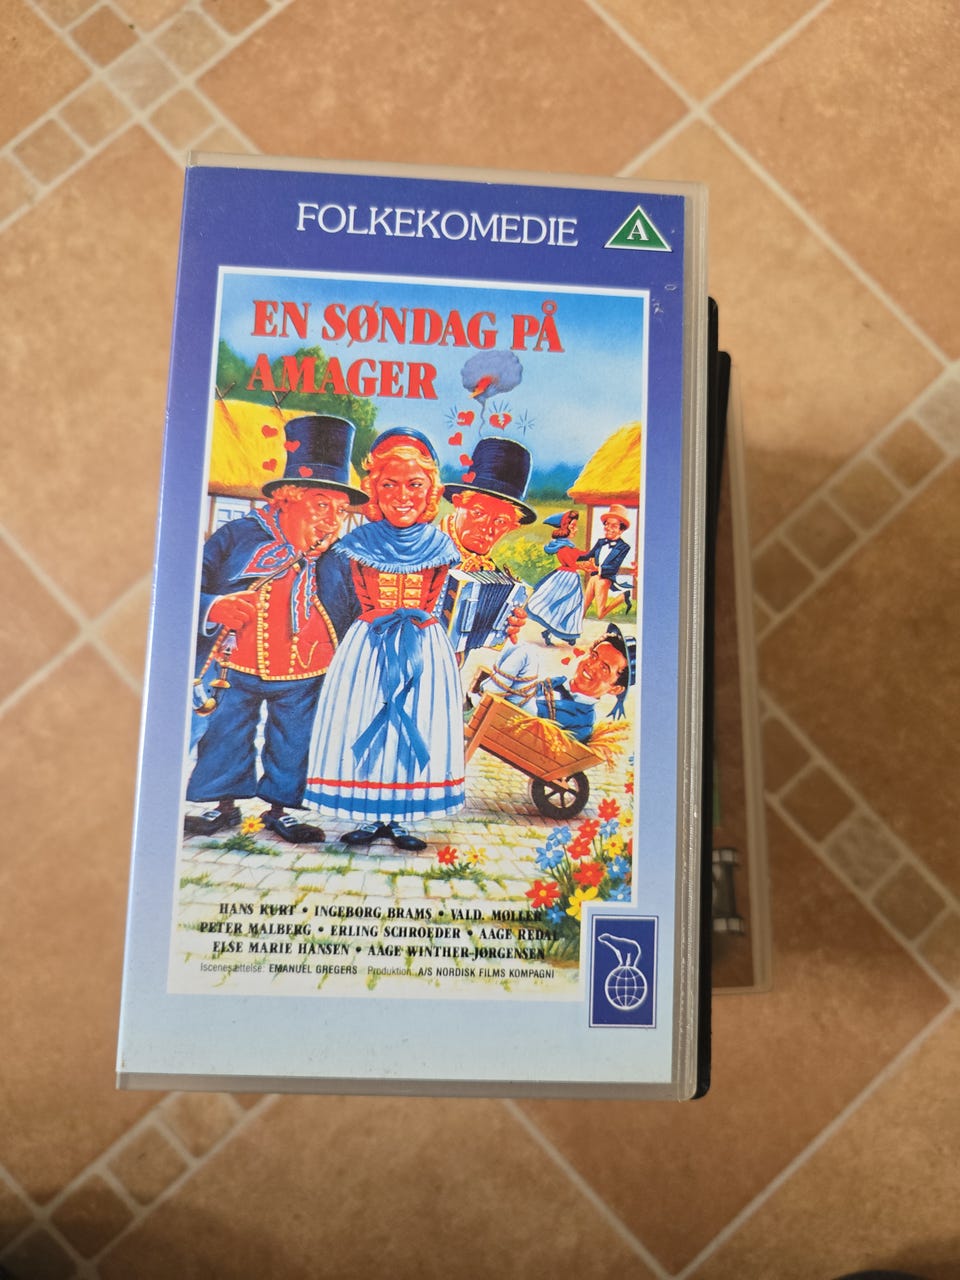 FOLKEKOMEDIE
A
EN SØNDAG PÅ
AMAGER
HANS KURT • INGEBORG BRAMS • VALD. MØLLER
PETER MALBERG • ERLING SCHROEDER • AAGE REDAL
ELSE MARIE HANSEN • AAGE WINTHER-JØRGENSEN
Iscenesættelse: EMANUEL GREGERS Produktion: A/S NORDISK FILMS KOMPAGNI